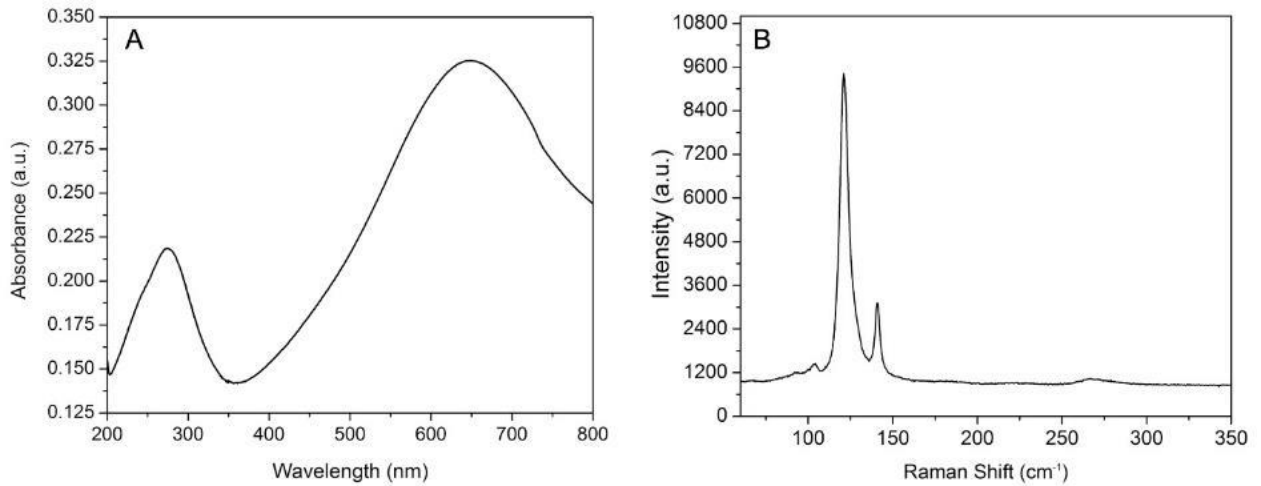 A
0.350
0.325
0.300
0.275
0.250
0.225
0.200
0.175
0.150
0.125
Absorbance (a.u.)
200 300 400 500 600 700 800
Wavelength (nm)
B
10800
9600
8400
7200
6000
4800
3600
2400
1200
0
Intensity (a.u.)
100 150 200 250 300 350
Raman Shift (cm⁻¹)